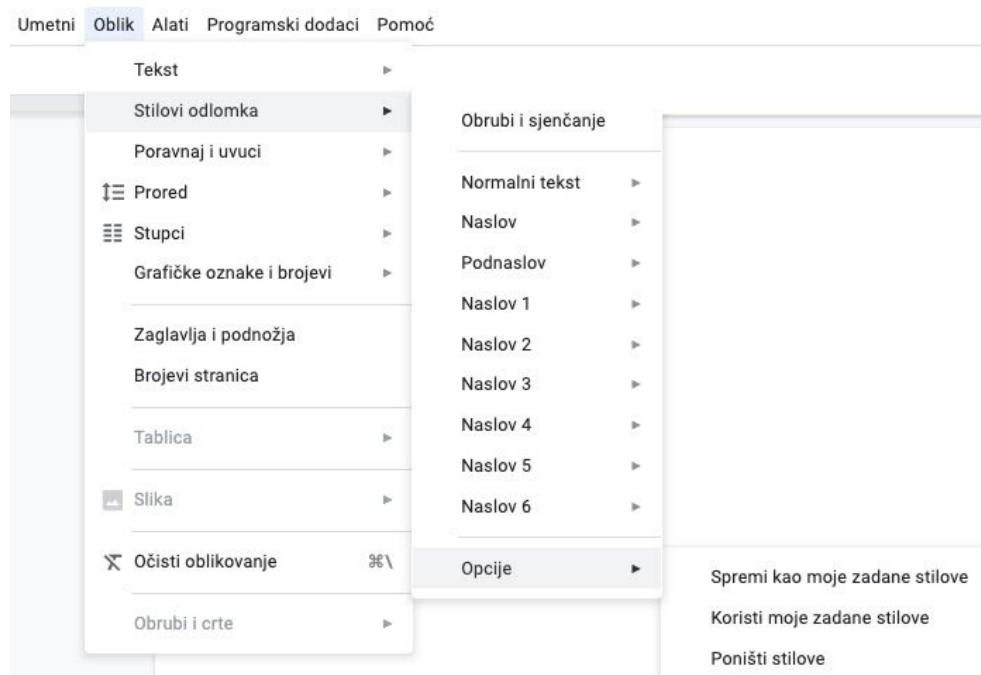 Umetni Oblik Alati Programski dodaci Pomoć
Tekst
Stilovi odlomka
Poravnaj i uvuci
Prored
Stupci
Grafičke oznake i brojevi
Zaglavlja i podnožja
Brojevi stranica
Tablica
Slika
Očisti oblikovanje ⌘\
Obrubi i crte
Obrubi i sjenčanje
Normalni tekst
Naslov
Podnaslov
Naslov 1
Naslov 2
Naslov 3
Naslov 4
Naslov 5
Naslov 6
Opcije
Spremi kao moje zadane stilove
Koristi moje zadane stilove
Poništi stilove